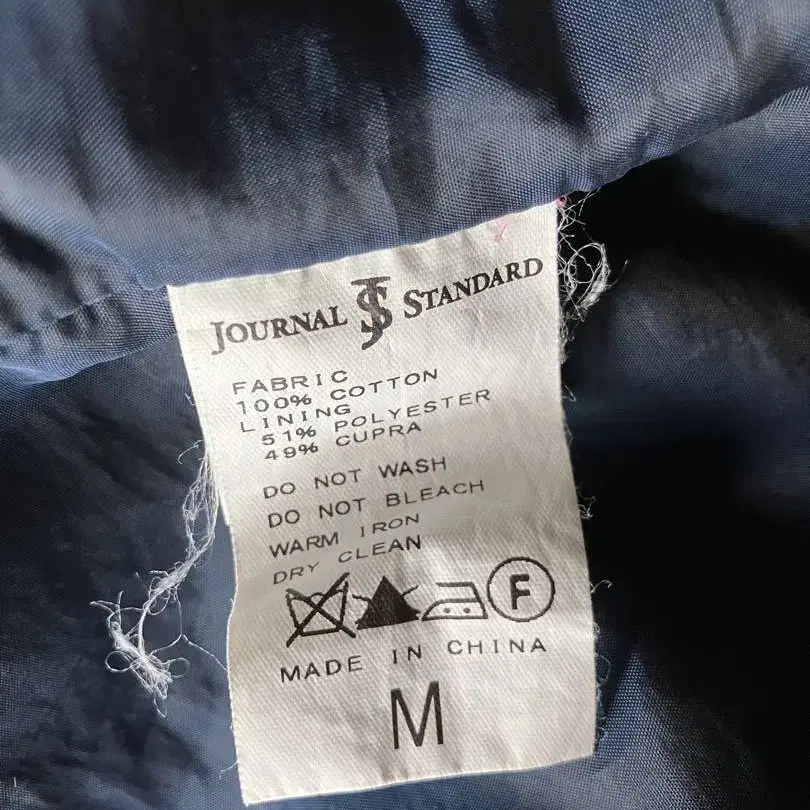 JOURNAL JS STANDARD
FABRIC
100% COTTON
LINING
51% POLYESTER
49% CUPRA
DO NOT WASH
DO NOT BLEACH
WARM IRON
DRY CLEAN
F
MADE IN CHINA
M